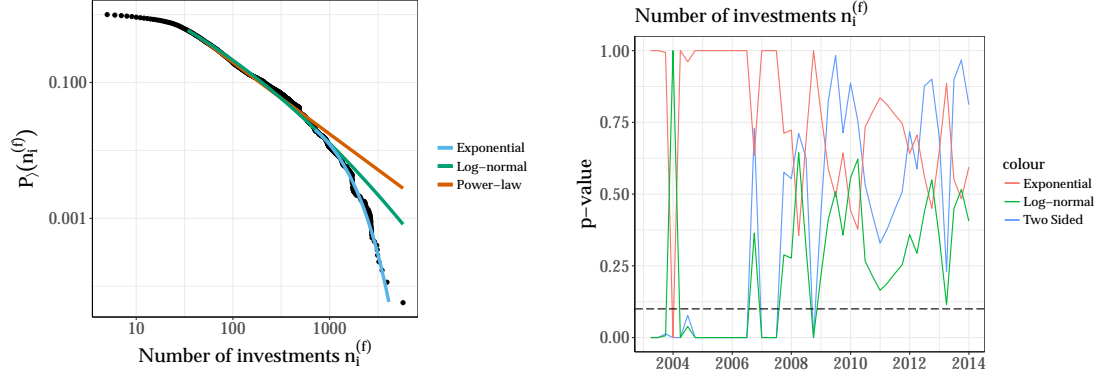 0.100
0.001
P⟩(n_i^(f))
10
100
1000
Number of investments n_i^(f)
Exponential
Log−normal
Power−law
Number of investments n_i^(f)
1.00
0.75
0.50
0.25
0.00
p−value
2004
2006
2008
2010
2012
2014
colour
Exponential
Log−normal
Two Sided